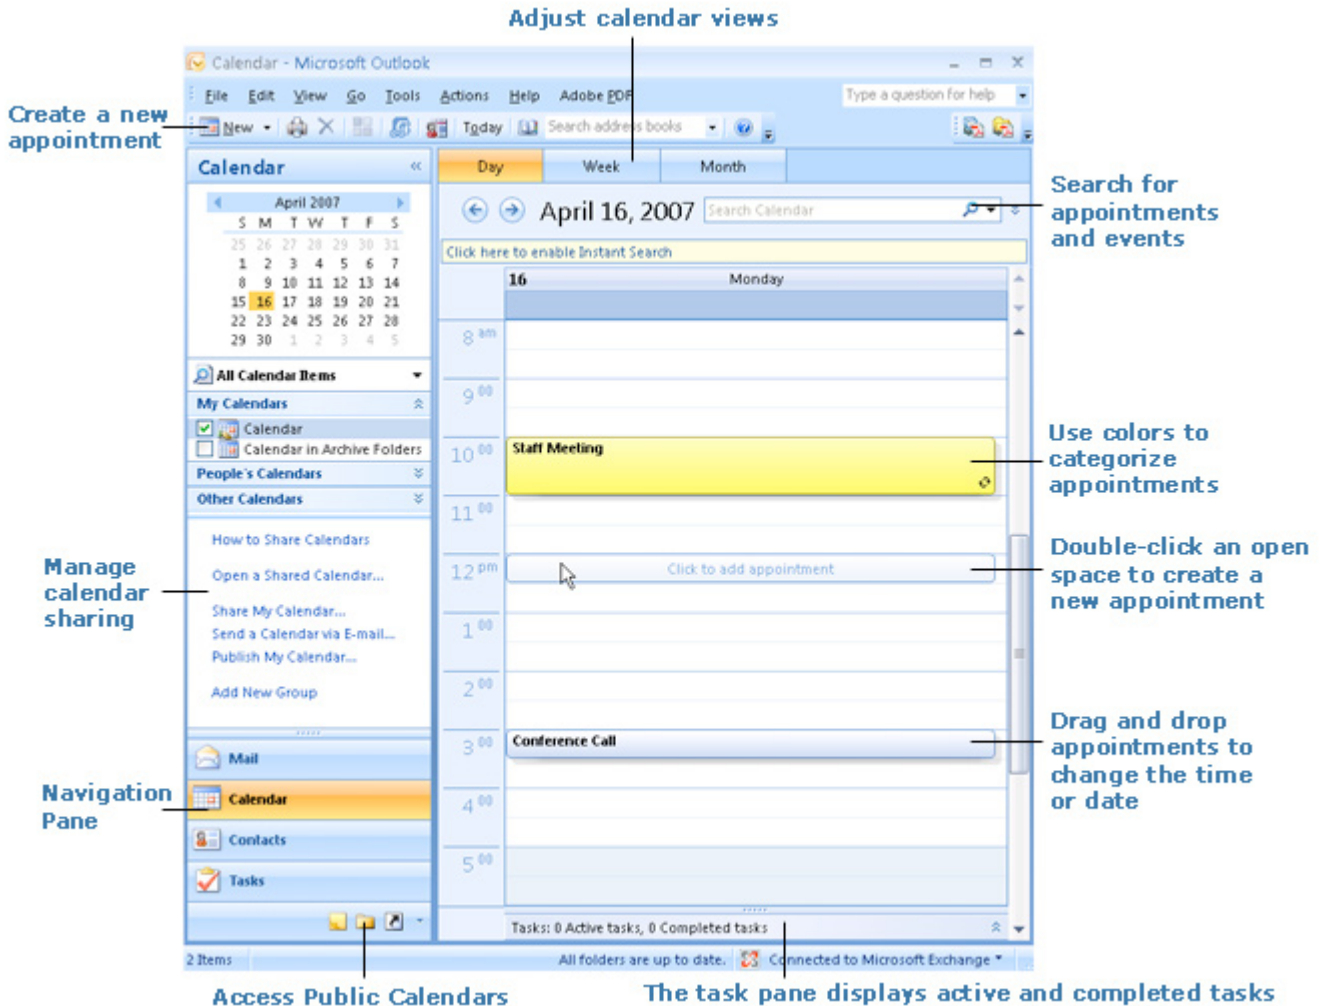 Adjust calendar views
Calendar - Microsoft Outlook
File Edit View Go Tools Actions Help Adobe PDF
Type a question for help
Create a new
appointment
New Today Search address books
Calendar
Day Week Month
April 2007
S M T W T F S
25 26 27 28 29 30 31
1 2 3 4 5 6 7
8 9 10 11 12 13 14
15 16 17 18 19 20 21
22 23 24 25 26 27 28
29 30 1 2 3 4 5
April 16, 2007 Search Calendar
Search for
appointments
and events
Click here to enable Instant Search
16 Monday
All Calendar Items
My Calendars
Calendar
Calendar in Archive Folders
People's Calendars
Other Calendars
How to Share Calendars
Open a Shared Calendar...
Share My Calendar...
Send a Calendar via E-mail...
Publish My Calendar...
Add New Group
Manage
calendar
sharing
8 am
9 00
10 00 Staff Meeting
11 00
12 pm Click to add appointment
1 00
2 00
3 00 Conference Call
4 00
5 00
Use colors to
categorize
appointments
Double-click an open
space to create a
new appointment
Drag and drop
appointments to
change the time
or date
Mail
Calendar
Contacts
Tasks
Navigation
Pane
Tasks: 0 Active tasks, 0 Completed tasks
2 Items
All folders are up to date. Connected to Microsoft Exchange
Access Public Calendars
The task pane displays active and completed tasks